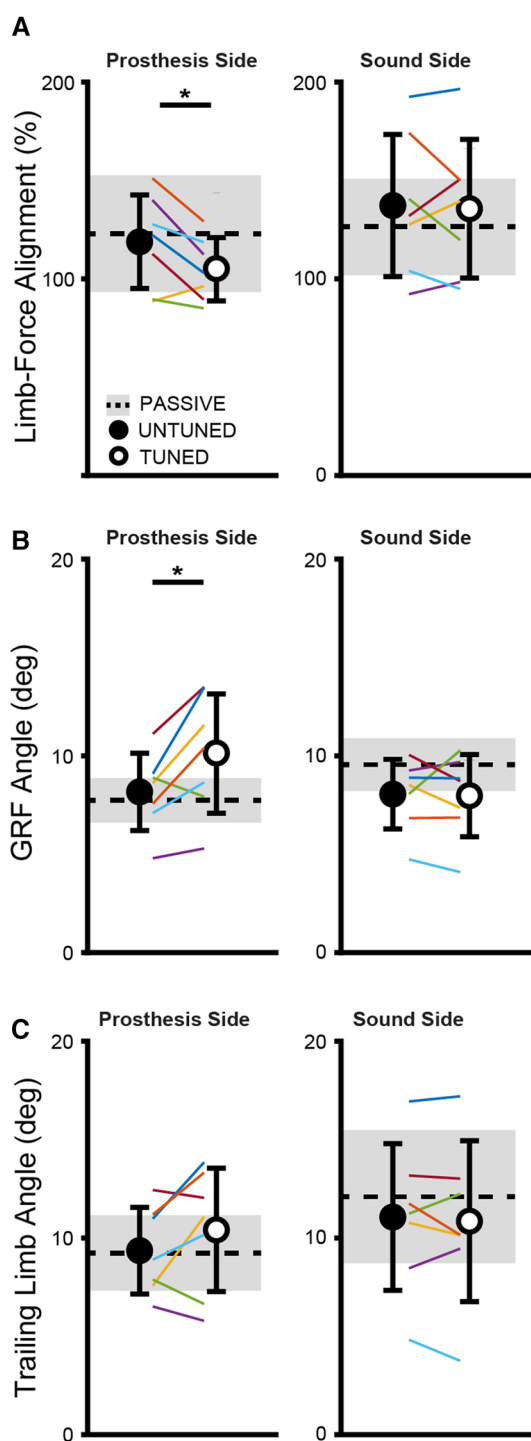 A
Prosthesis Side
Sound Side
Limb-Force Alignment (%)
200
100
*
PASSIVE
UNTUNED
TUNED
200
100
0
B
Prosthesis Side
Sound Side
GRF Angle (deg)
20
10
0
*
20
10
0
C
Prosthesis Side
Sound Side
Trailing Limb Angle (deg)
20
10
0
20
10
0